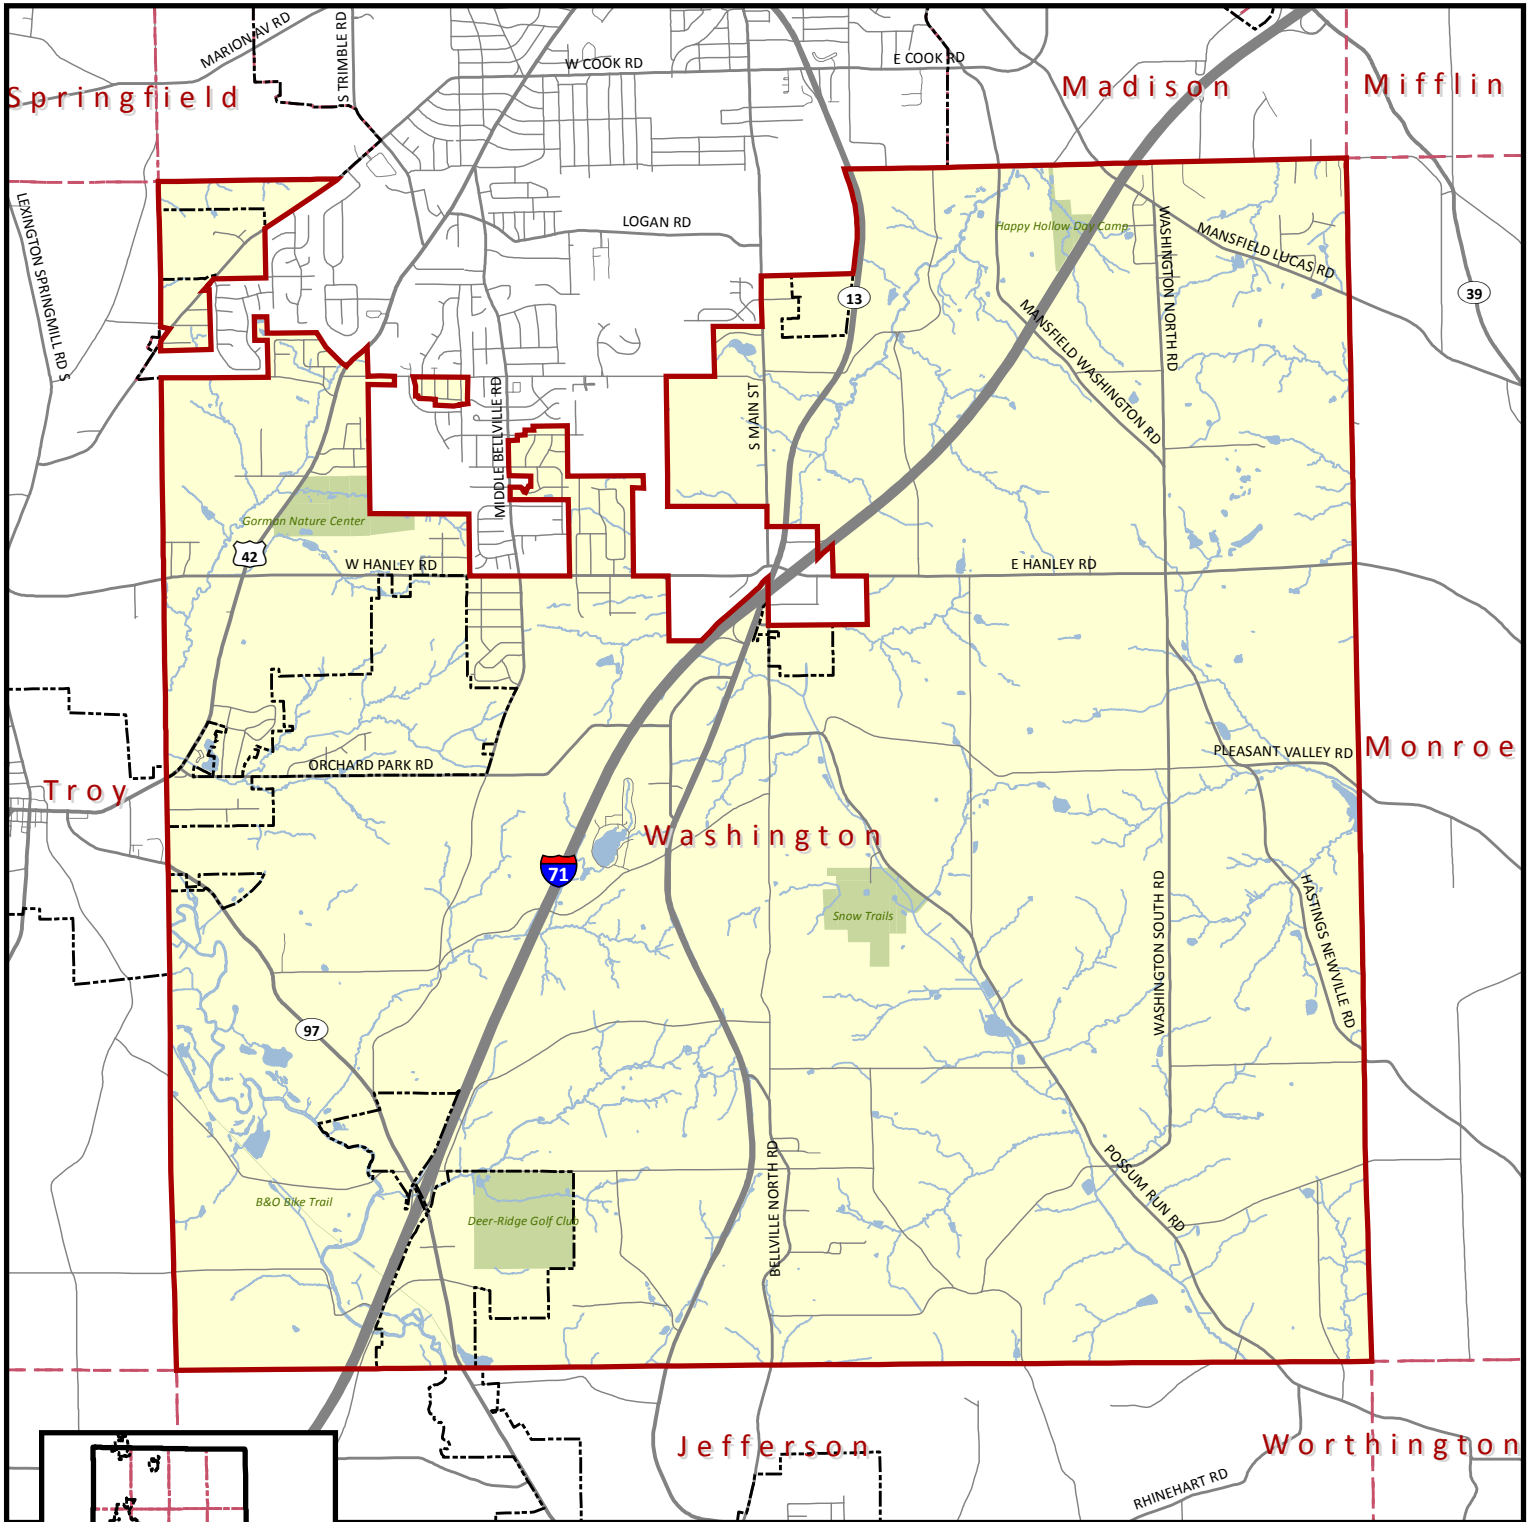 MARION AV RD
S TRIMBLE RD
W COOK RD
E COOK RD
Springfield
Madison
Mifflin
LEXINGTON SPRINGMILL RD S
LOGAN RD
Happy Hollow Day Camp
WASHINGTON NORTH RD
MANSFIELD LUCAS RD
13
39
MANSFIELD WASHINGTON RD
S MAIN ST
MIDDLE BELLVILLE RD
Gorman Nature Center
42
W HANLEY RD
E HANLEY RD
ORCHARD PARK RD
PLEASANT VALLEY RD
Monroe
Troy
Washington
71
Snow Trails
WASHINGTON SOUTH RD
HASTINGS NEWVILLE RD
97
B&O Bike Trail
Deer-Ridge Golf Club
BELLVILLE NORTH RD
POSSUM RUN RD
Jefferson
Worthington
RHINEHART RD